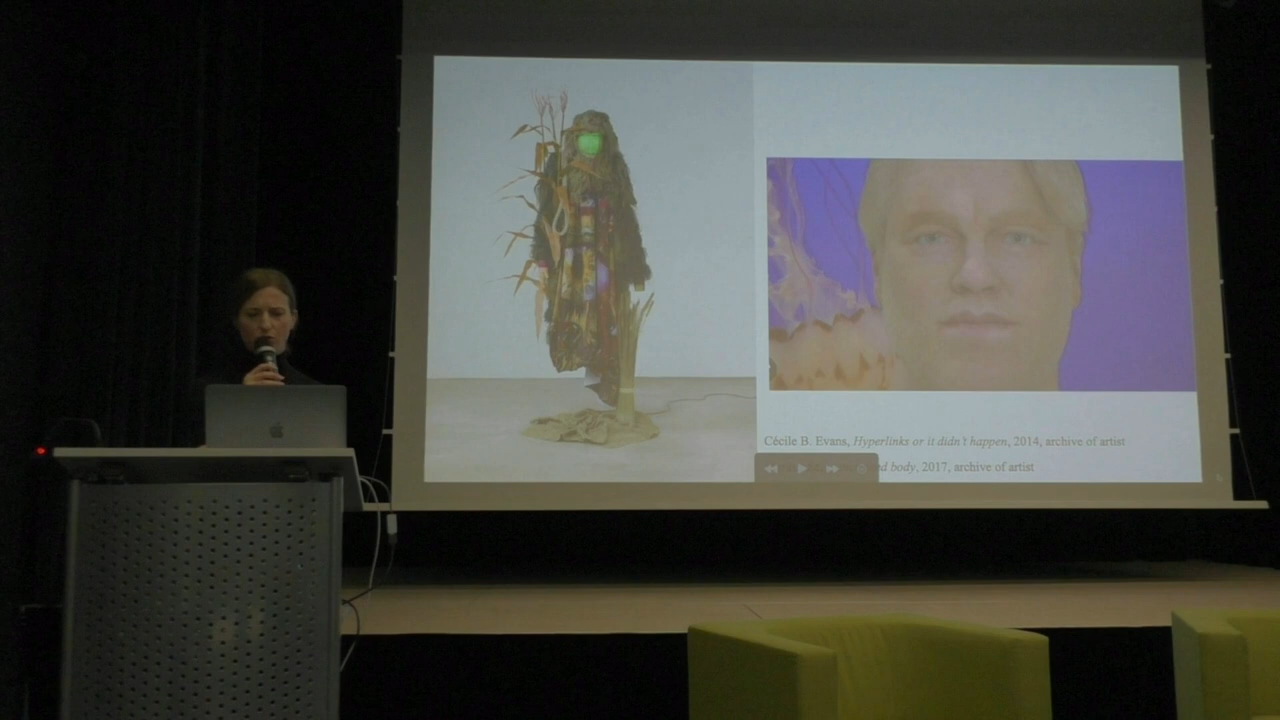 Cécile B. Evans, Hyperlinks or it didn't happen, 2014, archive of artist
body, 2017, archive of artist